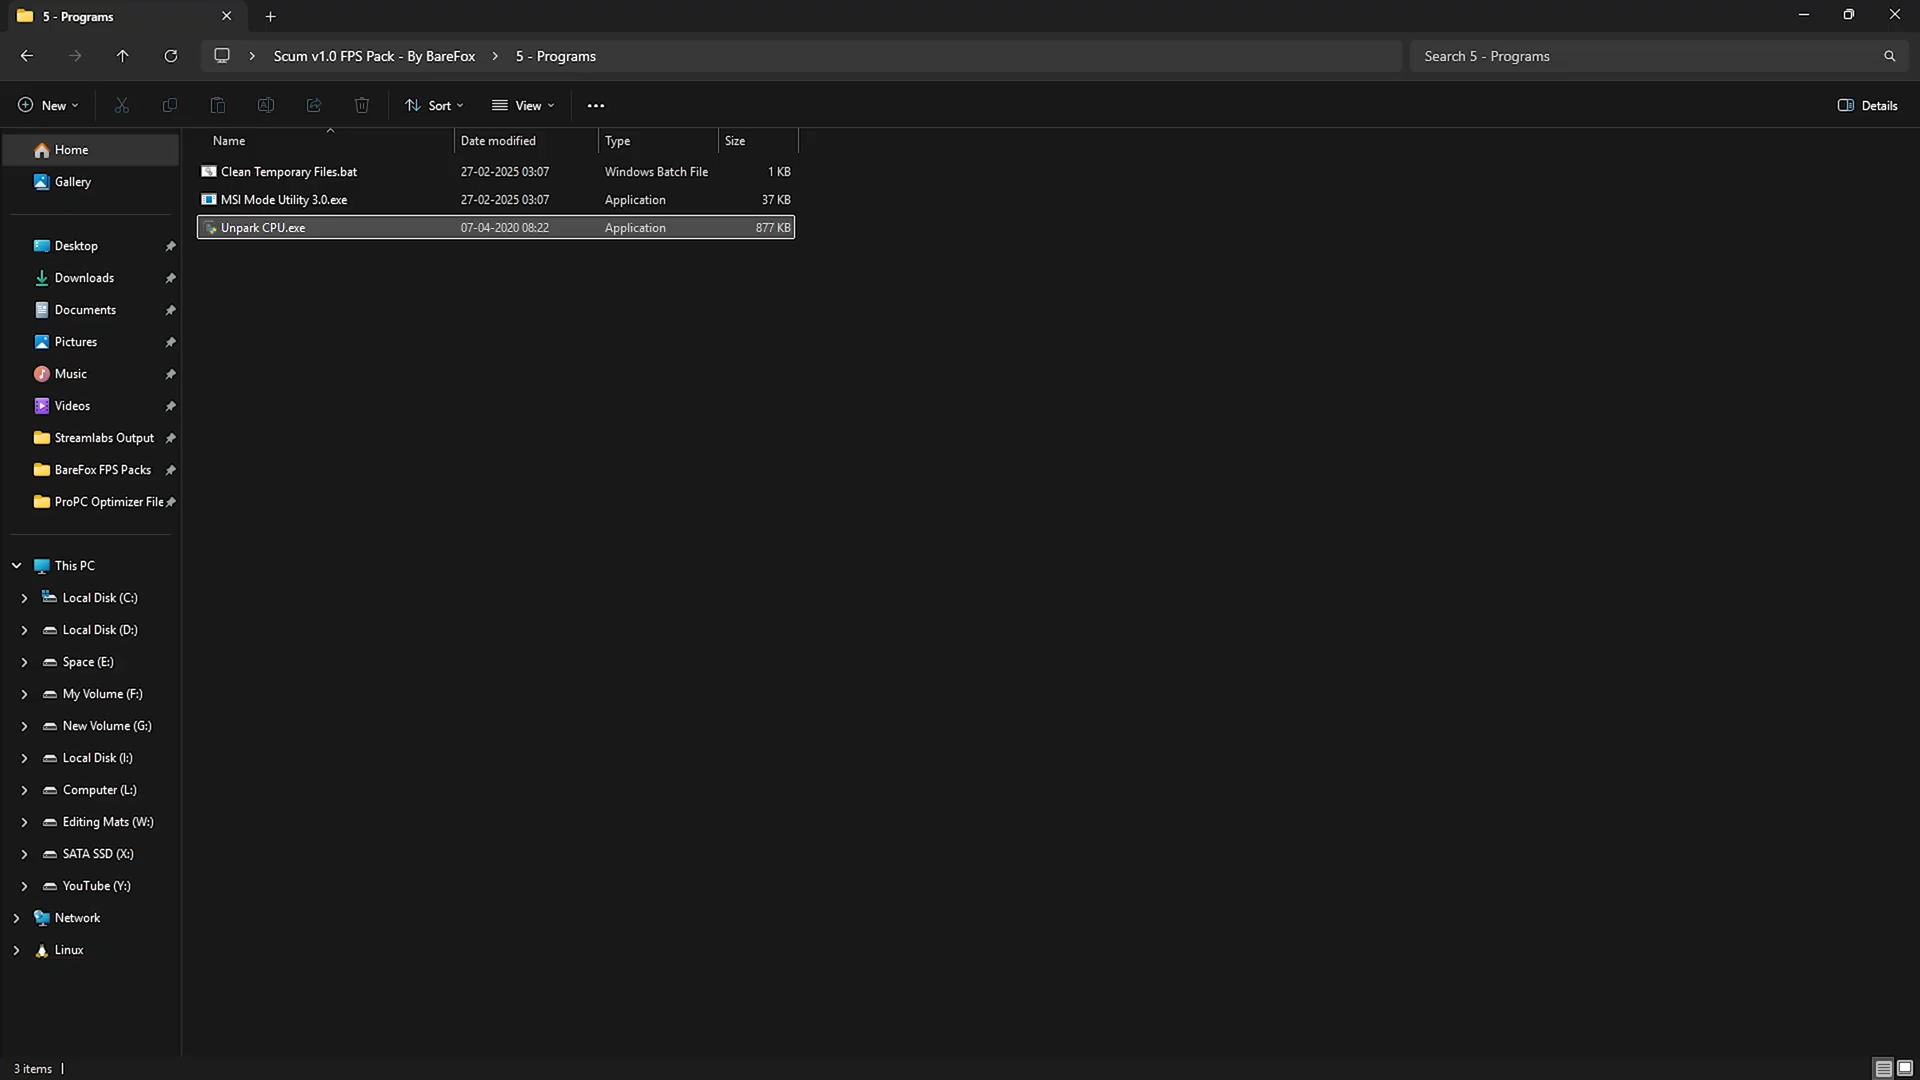 5 - Programs
Scum v1.0 FPS Pack - By BareFox
5 - Programs
Search 5 - Programs
New
Sort
View
Details
Name
Date modified
Type
Size
Clean Temporary Files.bat
27-02-2025 03:07
Windows Batch File
1 KB
MSI Mode Utility 3.0.exe
27-02-2025 03:07
Application
37 KB
Unpark CPU.exe
07-04-2020 08:22
Application
877 KB
Home
Gallery
Desktop
Downloads
Documents
Pictures
Music
Videos
Streamlabs Output
BareFox FPS Packs
ProPC Optimizer File
This PC
Local Disk (C:)
Local Disk (D:)
Space (E:)
My Volume (F:)
New Volume (G:)
Local Disk (I:)
Computer (L:)
Editing Mats (W:)
SATA SSD (X:)
YouTube (Y:)
Network
Linux
3 items